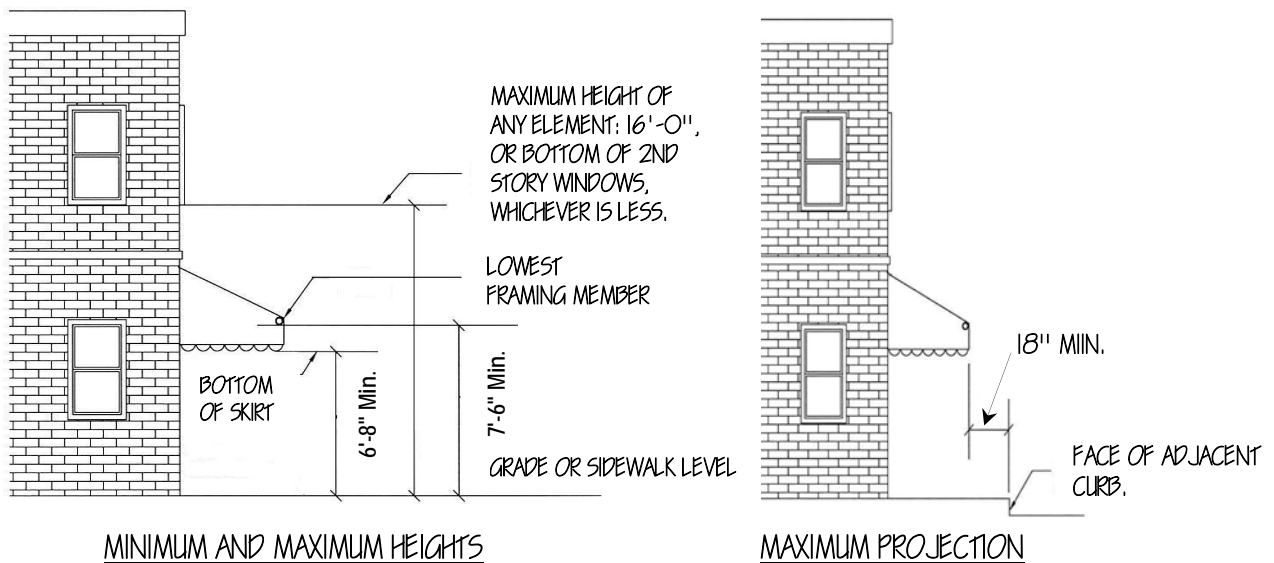 MAXIMUM HEIGHT OF
ANY ELEMENT: 16'-0",
OR BOTTOM OF 2ND
STORY WINDOWS,
WHICHEVER IS LESS.
LOWEST
FRAMING MEMBER
BOTTOM
OF SKIRT
6'-8" Min.
7'-6" Min.
GRADE OR SIDEWALK LEVEL
MINIMUM AND MAXIMUM HEIGHTS
18" MIIN.
FACE OF ADJACENT
CURB.
MAXIMUM PROJECTION